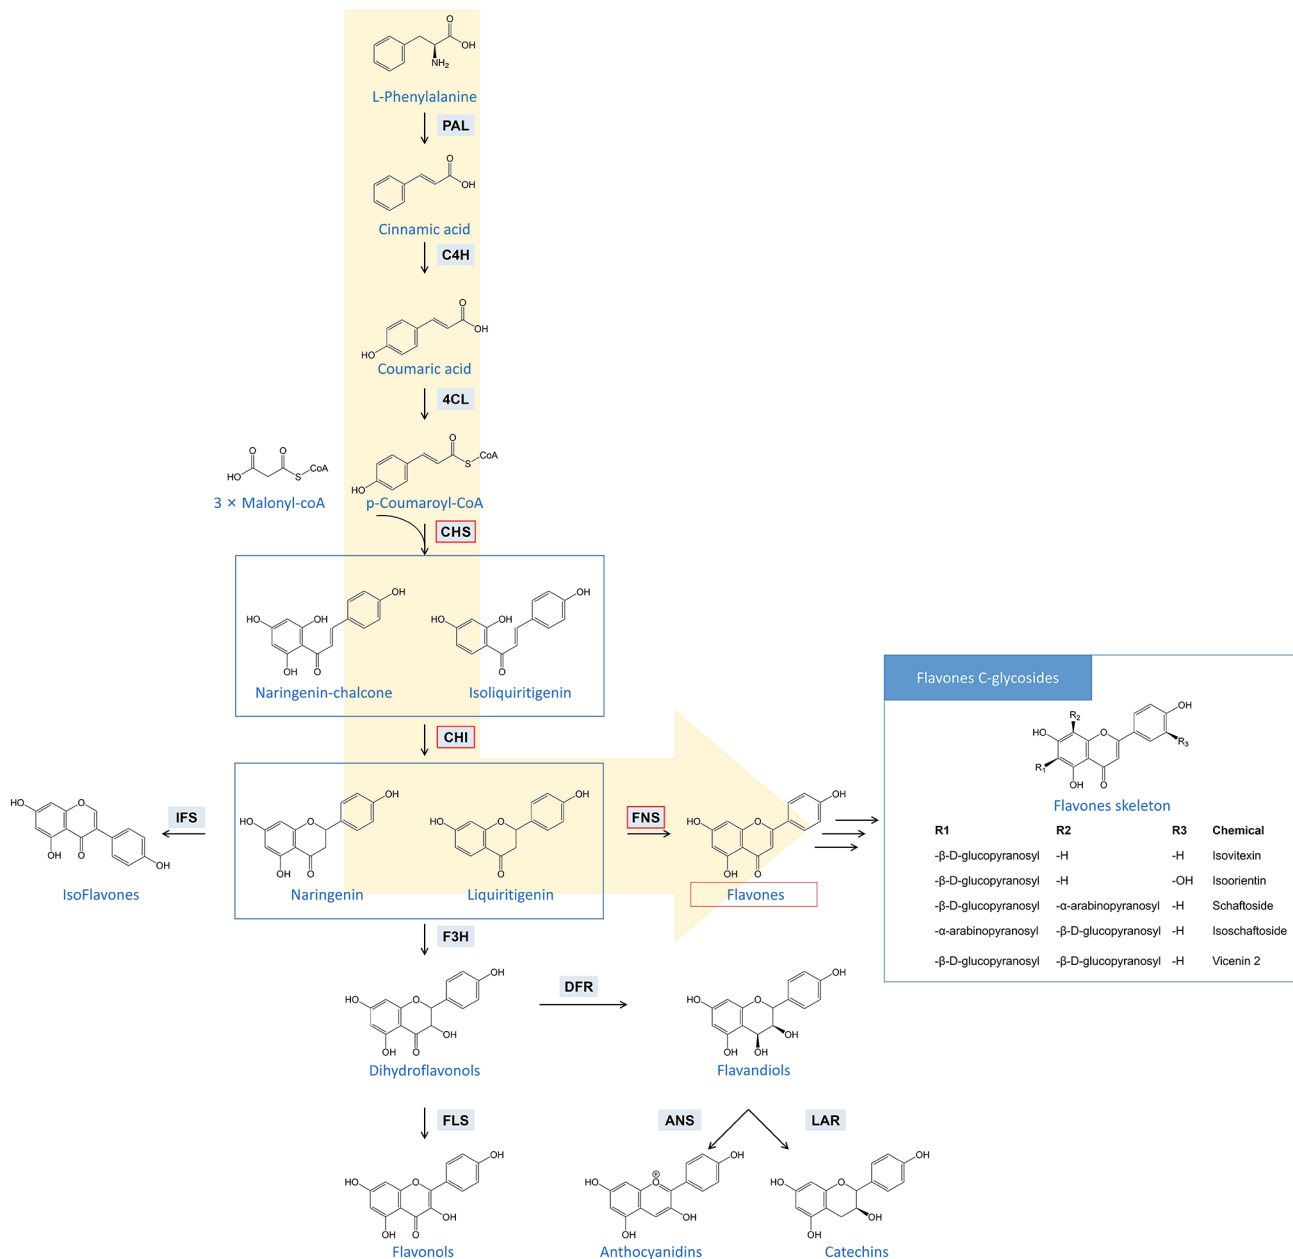 O
OH
NH2
L-Phenylalanine
PAL
O
OH
Cinnamic acid
C4H
O
OH
HO
Coumaric acid
4CL
O O
HO S CoA
3 × Malonyl-coA
O
S CoA
HO
p-Coumaroyl-CoA
CHS
OH
HO OH
O
OH
Naringenin-chalcone
OH
HO OH
O
Isoliquiritigenin
CHI
Flavones C-glycosides
OH
R2
HO O
R3
R1
OH O
Flavones skeleton
R1 R2 R3 Chemical
-β-D-glucopyranosyl -H -H Isovitexin
-β-D-glucopyranosyl -H -OH Isoorientin
-β-D-glucopyranosyl -α-arabinopyranosyl -H Schaftoside
-α-arabinopyranosyl -β-D-glucopyranosyl -H Isoschaftoside
-β-D-glucopyranosyl -β-D-glucopyranosyl -H Vicenin 2
HO O
OH O
OH
IsoFlavones
IFS
OH
HO O
OH O
Naringenin
OH
HO O
O
Liquiritigenin
FNS
OH
HO O
OH O
Flavones
F3H
OH
HO O
OH
OH O
Dihydroflavonols
DFR
OH
HO O
OH
OH OH
Flavandiols
FLS
ANS
LAR
OH
HO O
OH
OH O
Flavonols
OH
HO O
⊕
OH
OH
Anthocyanidins
OH
HO O
OH
OH
Catechins